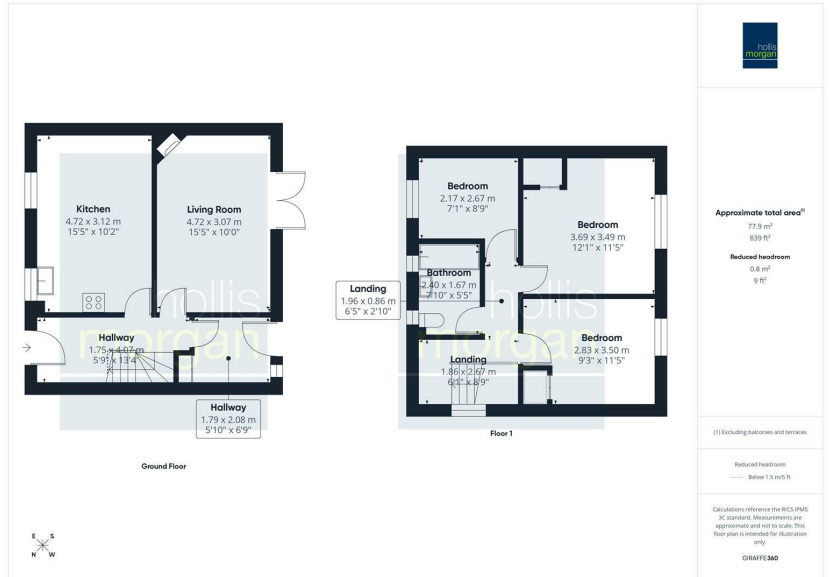 Kitchen
4.72 x 3.12 m
15'5" x 10'2"
Living Room
4.72 x 3.07 m
15'5" x 10'0"
Hallway
1.75 x 4.07 m
5'9" x 13'4"
Hallway
1.79 x 2.08 m
5'10" x 6'9"
hollis
morgan
Ground Floor
Bedroom
2.17 x 2.67 m
7'1" x 8'9"
Bedroom
3.69 x 3.49 m
12'1" x 11'5"
Bathroom
2.40 x 1.67 m
7'10" x 5'5"
Landing
1.96 x 0.86 m
6'5" x 2'10"
Landing
1.86 x 2.67 m
6'1" x 8'9"
Bedroom
2.83 x 3.50 m
9'3" x 11'5"
hollis
morgan
Floor 1
E S
N W
hollis
morgan
Approximate total area(1)
77.9 m²
839 ft²
Reduced headroom
0.8 m²
9 ft²
(1) Excluding balconies and terraces
Reduced headroom
Below 1.5 m/5 ft
Calculations reference the RICS IPMS
3C standard. Measurements are
approximate and not to scale. This
floor plan is intended for illustration
only.
GIRAFFE360